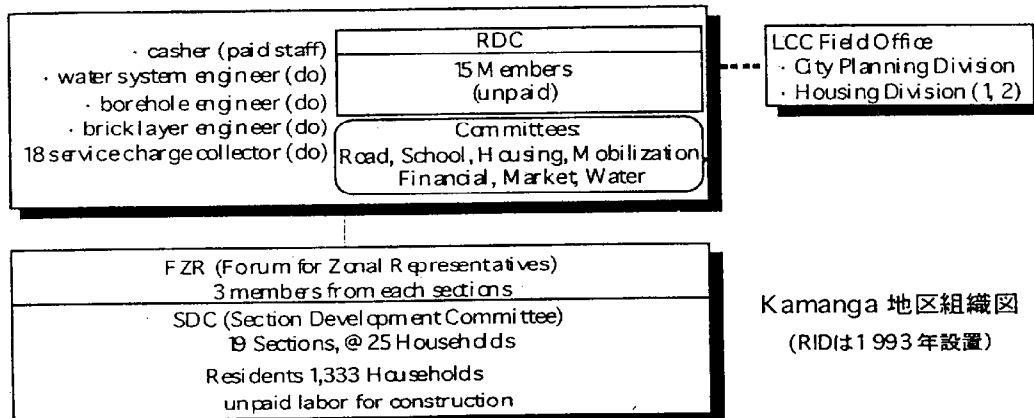 · casher (paid staff)
· water system engineer (do)
· borehole engineer (do)
· brick layer engineer (do)
18 service charge collector (do)
RDC
15 Members
(unpaid)
Committees:
Road, School, Housing, Mobilization,
Financial, Market, Water
LCC Field Office
· City Planning Division
· Housing Division (1, 2)
FZR (Forum for Zonal Representatives)
3 members from each sections
SDC (Section Development Committee)
19 Sections, @ 25 Households
Residents 1,333 Households
unpaid labor for construction
Kamanga 地区組織図
(RIDは1993年設置)